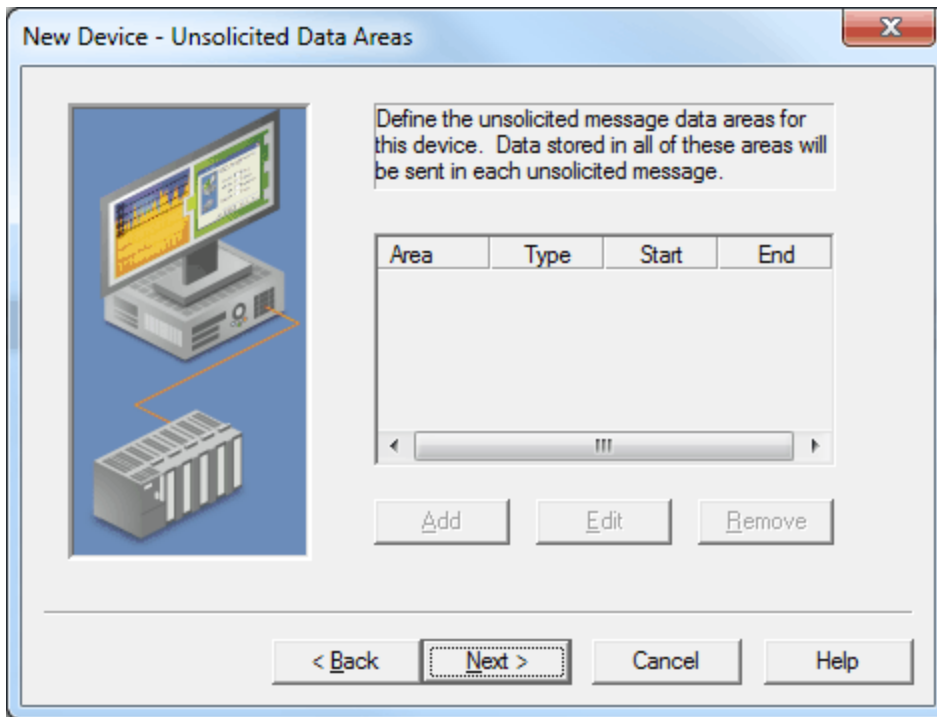 New Device - Unsolicited Data Areas
Define the unsolicited message data areas for
this device.  Data stored in all of these areas will
be sent in each unsolicited message.
Area Type Start End
Add Edit Remove
< Back Next > Cancel Help